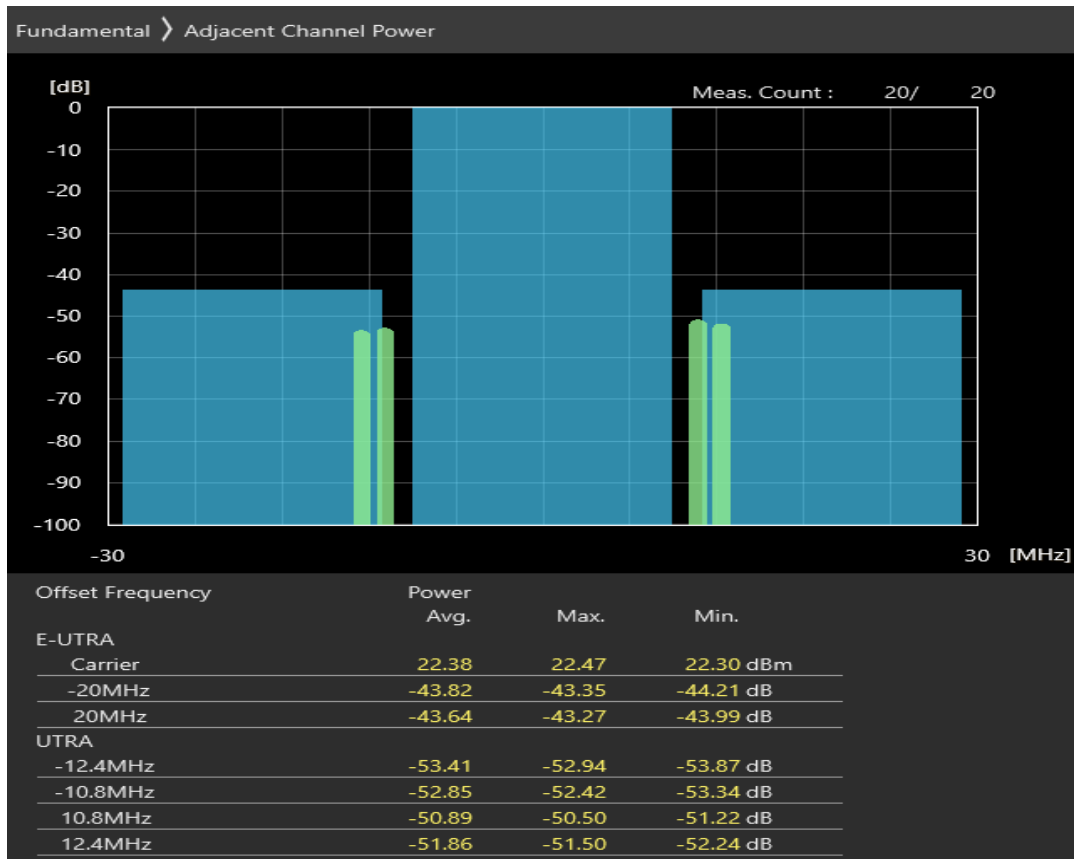 Fundamental ❯ Adjacent Channel Power
[dB]
Meas. Count : 20/ 20
0
-10
-20
-30
-40
-50
-60
-70
-80
-90
-100
-30 30 [MHz]
Offset Frequency Power
Avg. Max. Min.
E-UTRA
Carrier 22.38 22.47 22.30 dBm
-20MHz -43.82 -43.35 -44.21 dB
20MHz -43.64 -43.27 -43.99 dB
UTRA
-12.4MHz -53.41 -52.94 -53.87 dB
-10.8MHz -52.85 -52.42 -53.34 dB
10.8MHz -50.89 -50.50 -51.22 dB
12.4MHz -51.86 -51.50 -52.24 dB